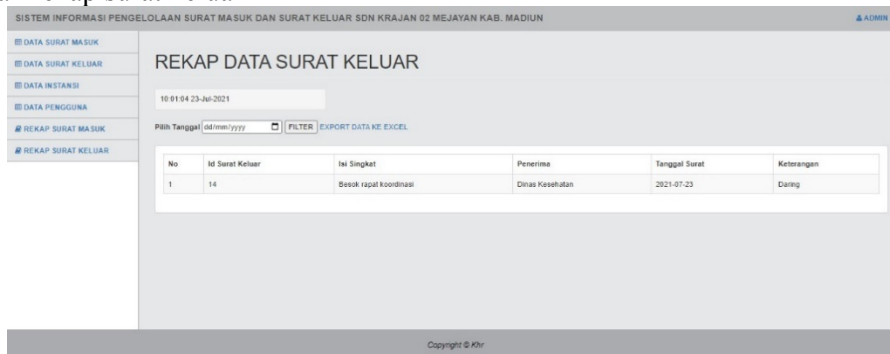 SISTEM INFORMASI PENGELOLAAN SURAT MASUK DAN SURAT KELUAR SDN KRAJAN 02 MEJAYAN KAB. MADIUN
ADMIN
DATA SURAT MASUK
DATA SURAT KELUAR
DATA INSTANSI
DATA PENGGUNA
REKAP SURAT MASUK
REKAP SURAT KELUAR
REKAP DATA SURAT KELUAR
10:01:04 23-Jul-2021
Pilih Tanggal dd/mm/yyyy FILTER EXPORT DATA KE EXCEL
No Id Surat Keluar Isi Singkat Penerima Tanggal Surat Keterangan
1 14 Besok rapat koordinasi Dinas Kesehatan 2021-07-23 Daring
Copyright © Khr